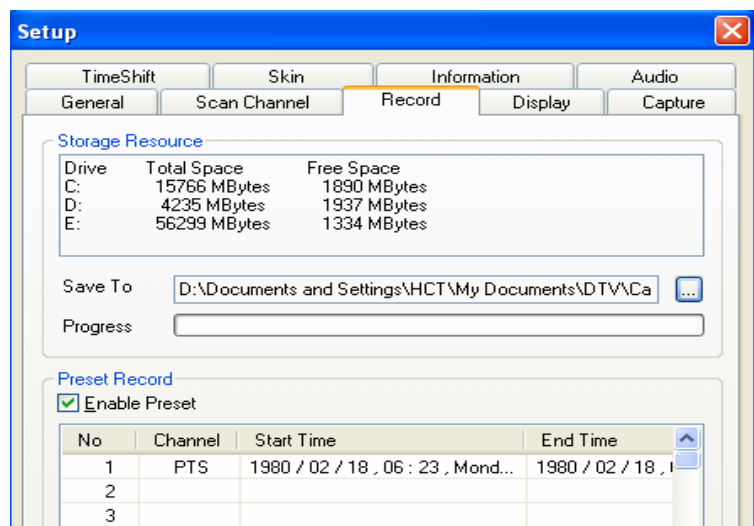 Setup
TimeShift Skin Information Audio
General Scan Channel Record Display Capture
Storage Resource
Drive Total Space Free Space
C: 15766 MBytes 1890 MBytes
D: 4235 MBytes 1937 MBytes
E: 56299 MBytes 1334 MBytes
Save To D:\Documents and Settings\HCT\My Documents\DTV\Ca ...
Progress
Preset Record
Enable Preset
No Channel Start Time End Time
1 PTS 1980 / 02 / 18 , 06 : 23 , Mond... 1980 / 02 / 18 ,
2
3